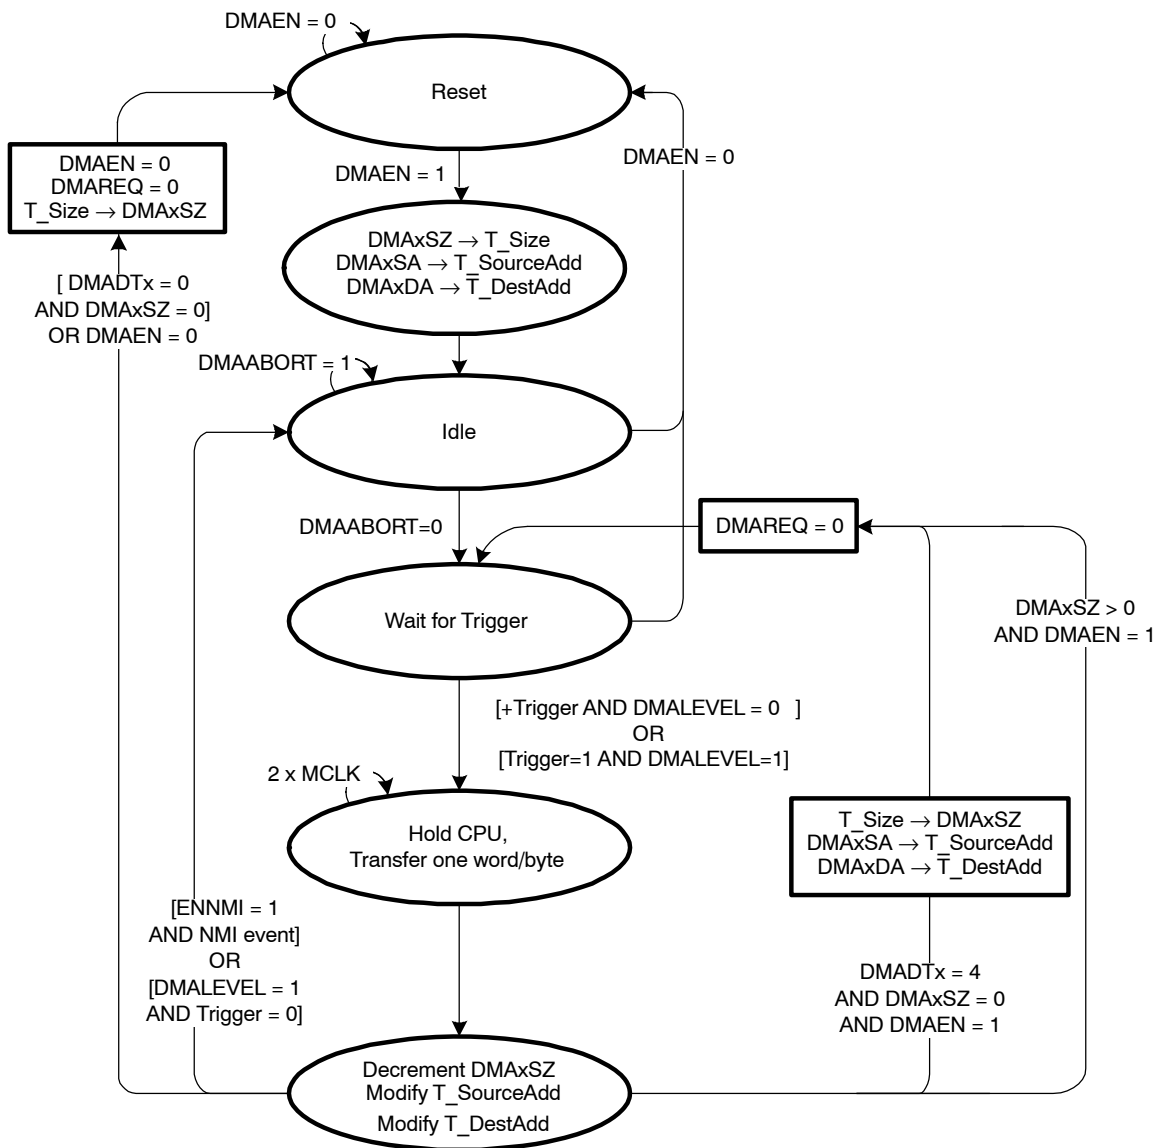 DMAEN = 0
Reset
DMAEN = 0
DMAREQ = 0
T_Size → DMAxSZ
DMAEN = 1
DMAEN = 0
DMAxSZ → T_Size
DMAxSA → T_SourceAdd
DMAxDA → T_DestAdd
[ DMADTx = 0
AND DMAxSZ = 0]
OR DMAEN = 0
DMAABORT = 1
Idle
DMAABORT=0
DMAREQ = 0
Wait for Trigger
DMAxSZ > 0
AND DMAEN = 1
[+Trigger AND DMALEVEL = 0 ]
OR
[Trigger=1 AND DMALEVEL=1]
2 x MCLK
Hold CPU,
Transfer one word/byte
T_Size → DMAxSZ
DMAxSA → T_SourceAdd
DMAxDA → T_DestAdd
[ENNMI = 1
AND NMI event]
OR
[DMALEVEL = 1
AND Trigger = 0]
DMADTx = 4
AND DMAxSZ = 0
AND DMAEN = 1
Decrement DMAxSZ
Modify T_SourceAdd
Modify T_DestAdd